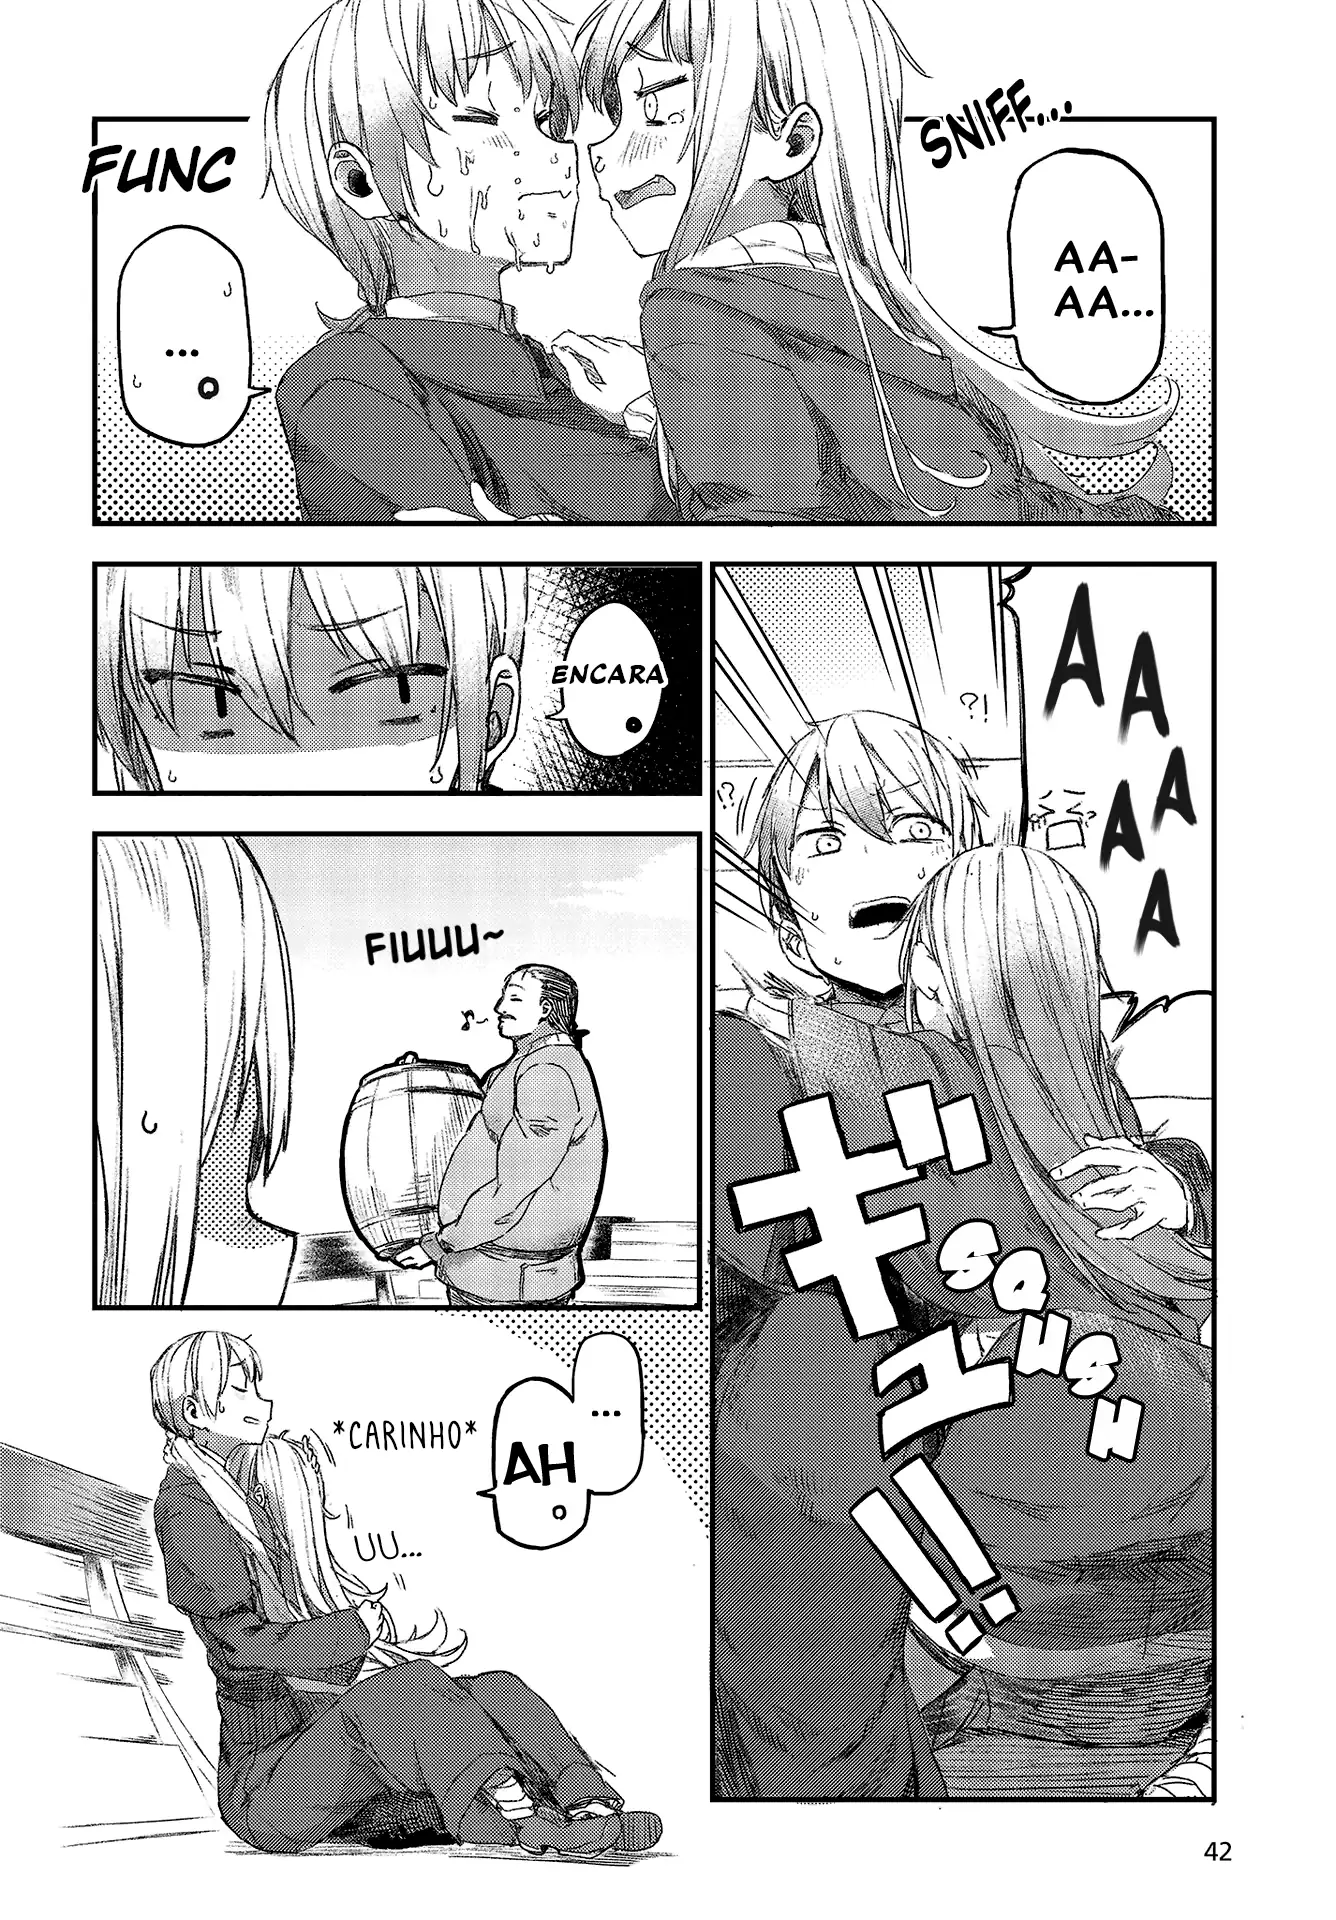 SNIFF...
AA-
AA...
FUNC
...
?!
!?
A
A
A
A
A
ギュ!!
SQUSH
ENCARA
FIUUU~
♪~
...
AH
*CARINHO*
UU...
42